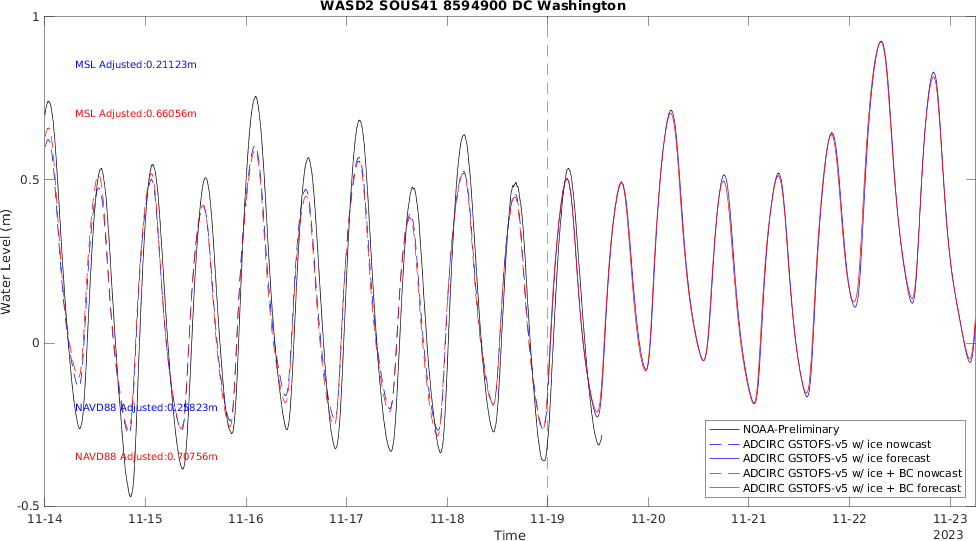 WASD2 SOUS41 8594900 DC Washington
1
MSL Adjusted:0.21123m
MSL Adjusted:0.66056m
0.5
Water Level (m)
0
NAVD88 Adjusted:0.25823m
NAVD88 Adjusted:0.70756m
-0.5
NOAA-Preliminary
ADCIRC GSTOFS-v5 w/ ice nowcast
ADCIRC GSTOFS-v5 w/ ice forecast
ADCIRC GSTOFS-v5 w/ ice + BC nowcast
ADCIRC GSTOFS-v5 w/ ice + BC forecast
11-14 11-15 11-16 11-17 11-18 11-19 11-20 11-21 11-22 11-23
Time 2023